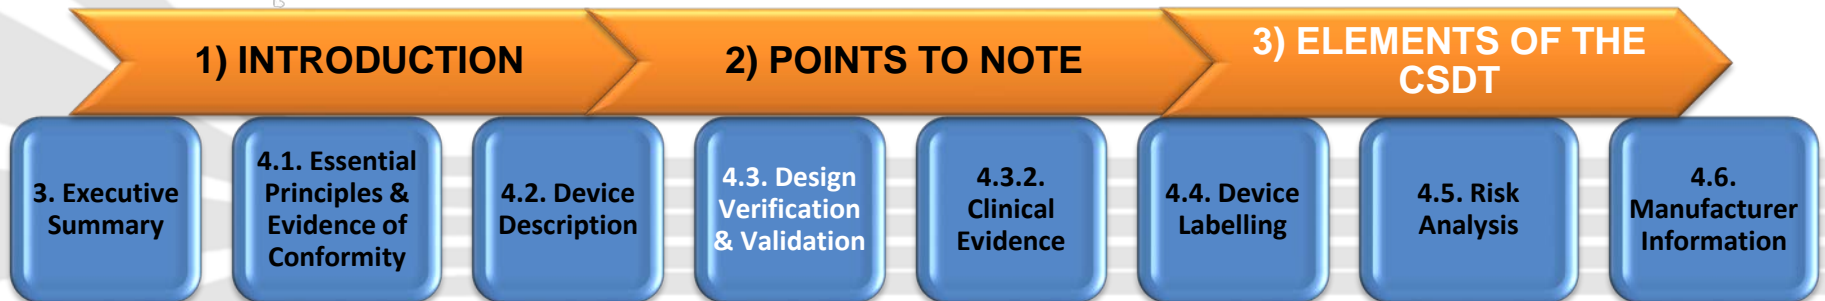 1) INTRODUCTION
2) POINTS TO NOTE
3) ELEMENTS OF THE
CSDT
3. Executive
Summary
4.1. Essential
Principles &
Evidence of
Conformity
4.2. Device
Description
4.3. Design
Verification
& Validation
4.3.2.
Clinical
Evidence
4.4. Device
Labelling
4.5. Risk
Analysis
4.6.
Manufacturer
Information